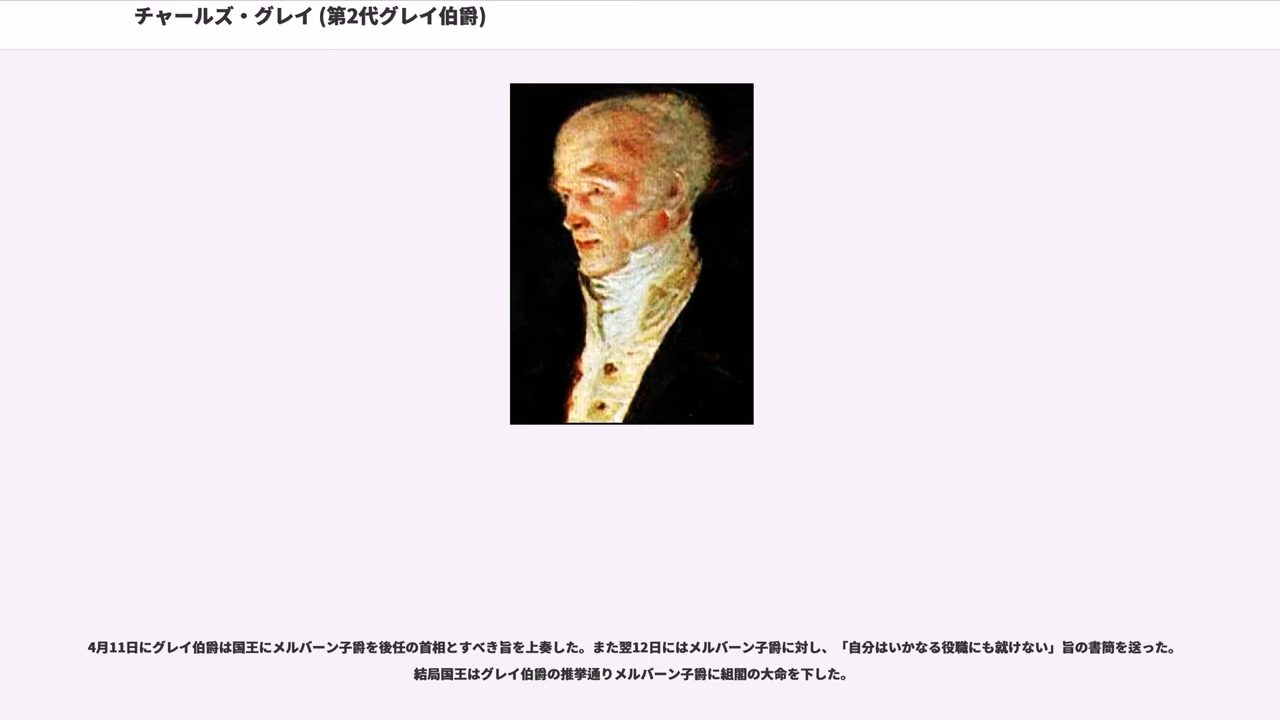 チャールズ・グレイ (第2代グレイ伯爵)
4月11日にグレイ伯爵は国王にメルバーン子爵を後任の首相とすべき旨を上奏した。また翌12日にはメルバーン子爵に対し、「自分はいかなる役職にも就けない」旨の書簡を送った。
結局国王はグレイ伯爵の推挙通りメルバーン子爵に組閣の大命を下した。